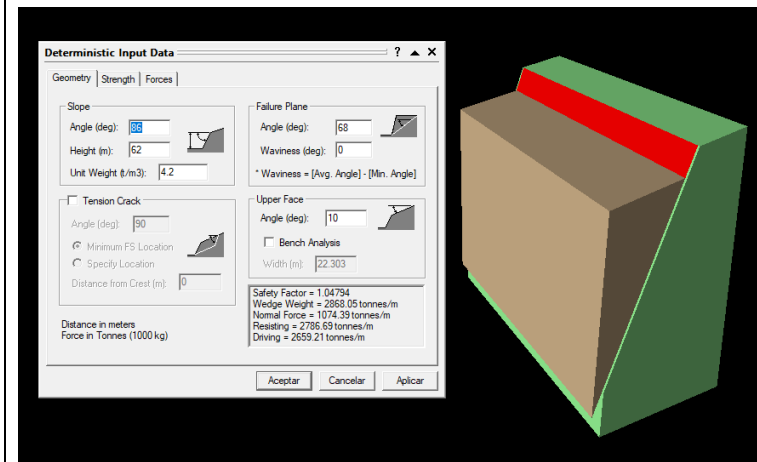 Deterministic Input Data ? ▲ X
Geometry Strength Forces
Slope
Angle (deg): 86
Height (m): 62
Unit Weight (t/m3): 4.2
Failure Plane
Angle (deg): 68
Waviness (deg): 0
* Waviness = [Avg. Angle] - [Min. Angle]
Tension Crack
Angle (deg): 90
Minimum FS Location
Specify Location
Distance from Crest (m): 0
Upper Face
Angle (deg): 10
Bench Analysis
Width (m): 22.303
Distance in meters
Force in Tonnes (1000 kg)
Safety Factor = 1.04794
Wedge Weight = 2868.05 tonnes/m
Normal Force = 1074.39 tonnes/m
Resisting = 2786.69 tonnes/m
Driving = 2659.21 tonnes/m
Aceptar Cancelar Aplicar